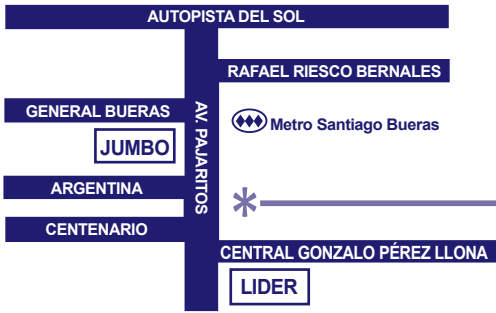 AUTOPISTA DEL SOL
RAFAEL RIESCO BERNALES
GENERAL BUERAS
AV. PAJARITOS
Metro Santiago Bueras
JUMBO
ARGENTINA
*
CENTENARIO
CENTRAL GONZALO PÉREZ LLONA
LIDER